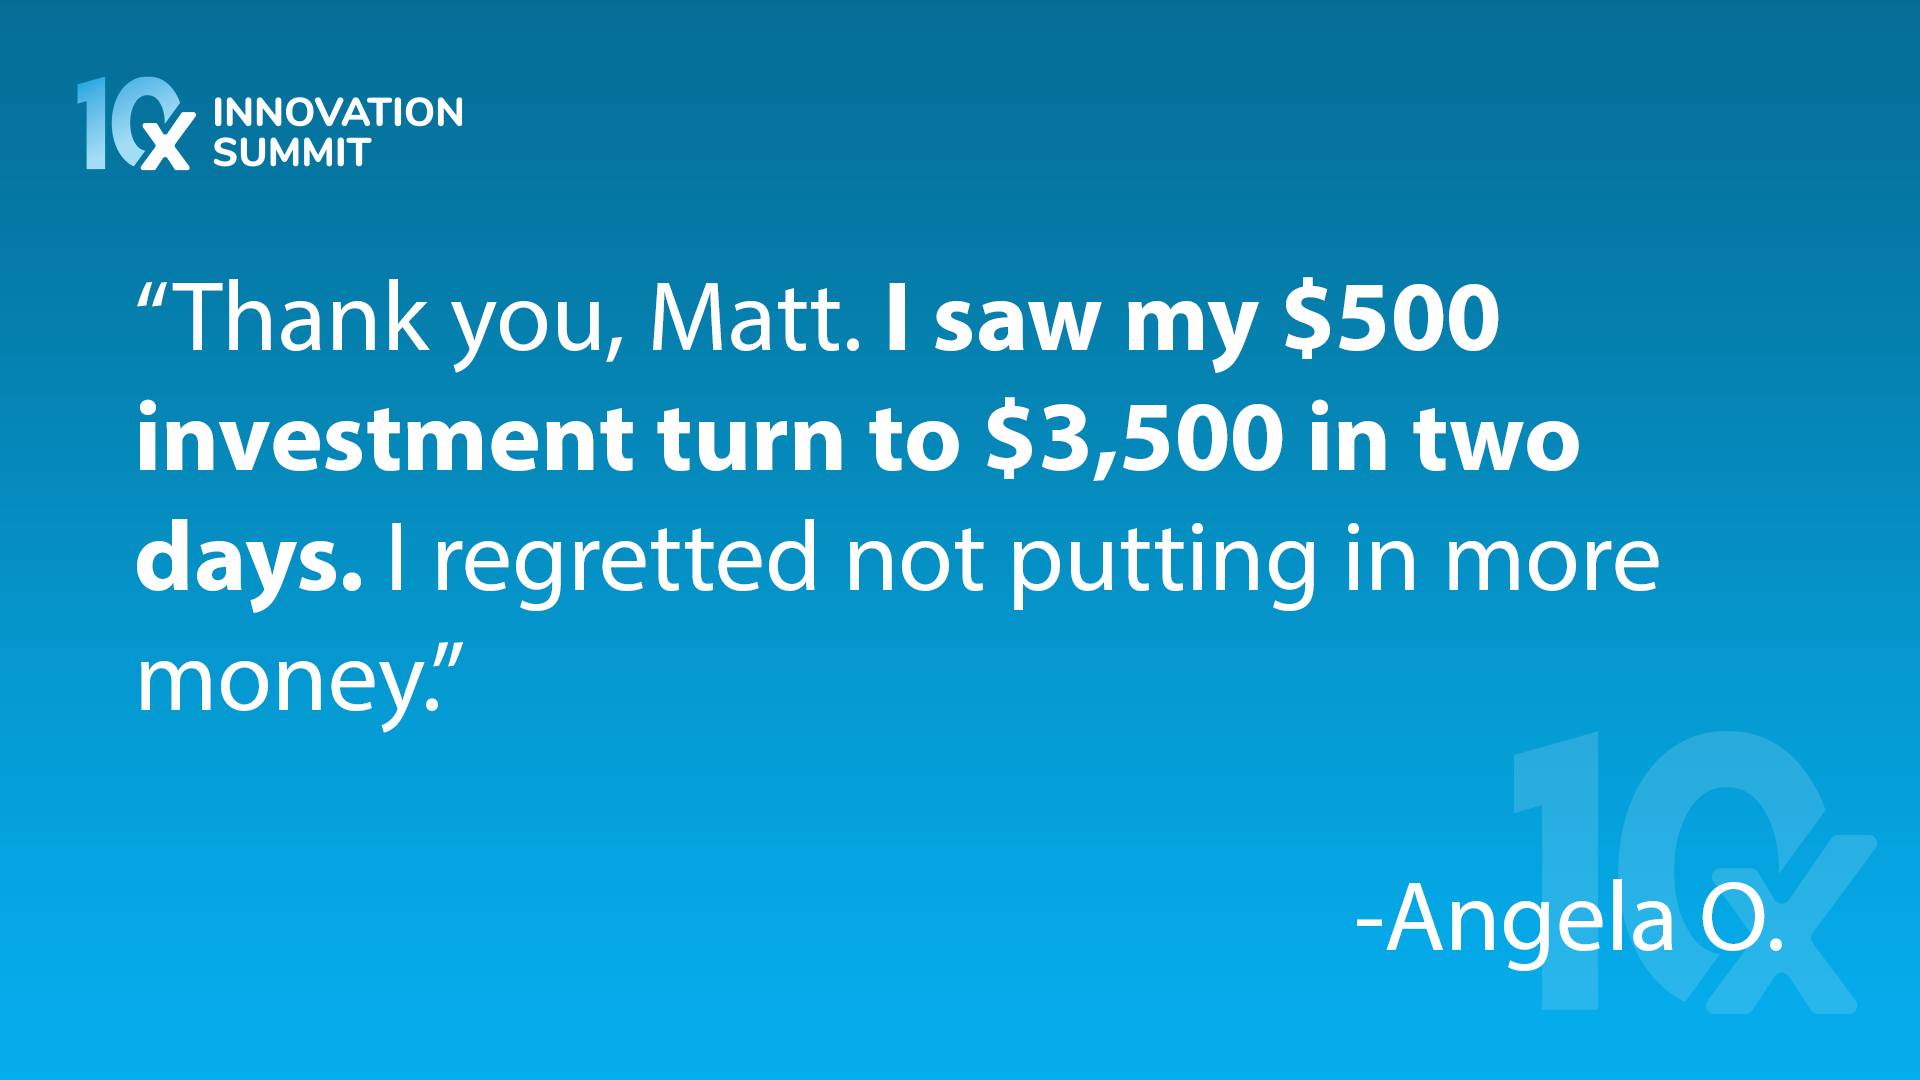 10x INNOVATION
SUMMIT
“Thank you, Matt. I saw my $500
investment turn to $3,500 in two
days. I regretted not putting in more
money.”
10x
-Angela O.